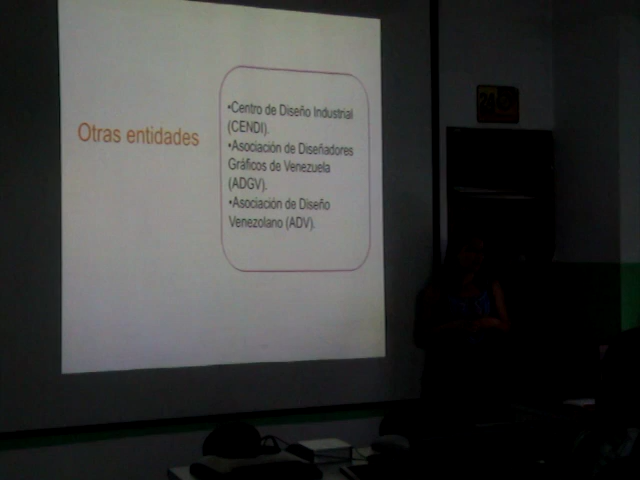 Otras entidades
•Centro de Diseño Industrial
(CENDI).
•Asociación de Diseñadores
Gráficos de Venezuela
(ADGV).
•Asociación de Diseño
Venezolano (ADV).